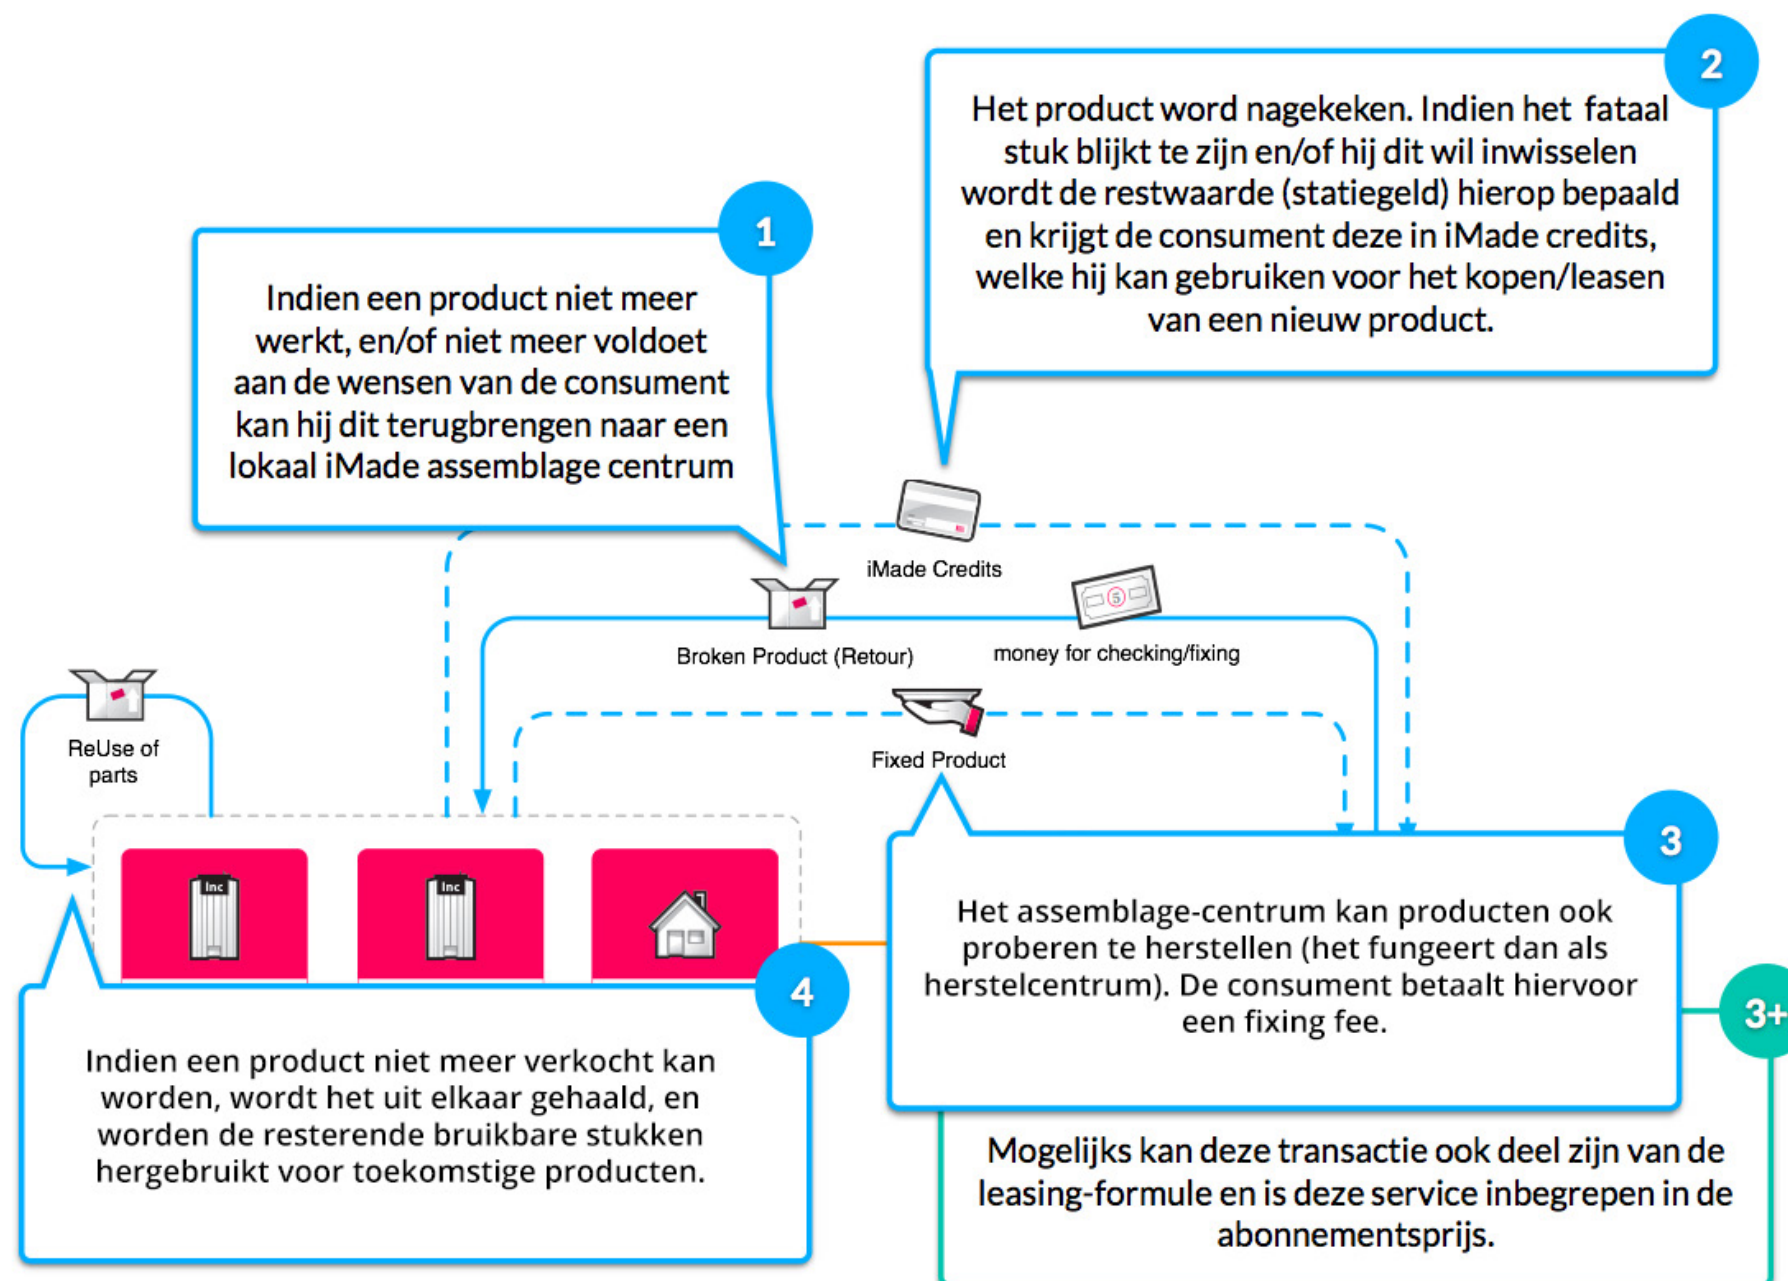 2
Het product word nagekeken. Indien het fataal
stuk blijkt te zijn en/of hij dit wil inwisselen
wordt de restwaarde (statiegeld) hierop bepaald
en krijgt de consument deze in iMade credits,
welke hij kan gebruiken voor het kopen/leasen
van een nieuw product.
1
Indien een product niet meer
werkt, en/of niet meer voldoet
aan de wensen van de consument
kan hij dit terugbrengen naar een
lokaal iMade assemblage centrum
iMade Credits
5
Broken Product (Retour)
money for checking/fixing
ReUse of
parts
Fixed Product
Inc
Inc
3
Het assemblage-centrum kan producten ook
proberen te herstellen (het fungeert dan als
herstelcentrum). De consument betaalt hiervoor
een fixing fee.
4
Indien een product niet meer verkocht kan
worden, wordt het uit elkaar gehaald, en
worden de resterende bruikbare stukken
hergebruikt voor toekomstige producten.
3+
Mogelijks kan deze transactie ook deel zijn van de
leasing-formule en is deze service inbegrepen in de
abonnementsprijs.